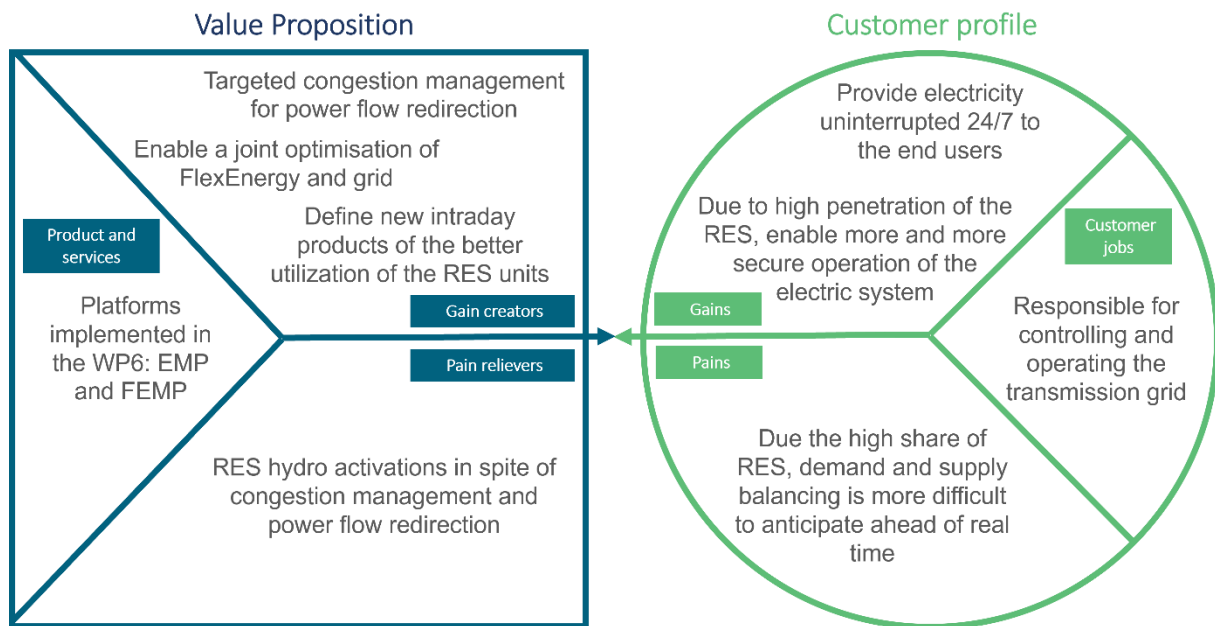 Value Proposition
Targeted congestion management
for power flow redirection
Enable a joint optimisation of
FlexEnergy and grid
Define new intraday
products of the better
utilization of the RES units
Product and
services
Platforms
implemented in
the WP6: EMP
and FEMP
Gain creators
Pain relievers
RES hydro activations in spite of
congestion management and
power flow redirection
Customer profile
Provide electricity
uninterrupted 24/7 to
the end users
Due to high penetration of the
RES, enable more and more
secure operation of the
electric system
Gains
Pains
Customer
jobs
Responsible for
controlling and
operating the
transmission grid
Due the high share of
RES, demand and supply
balancing is more difficult
to anticipate ahead of real
time